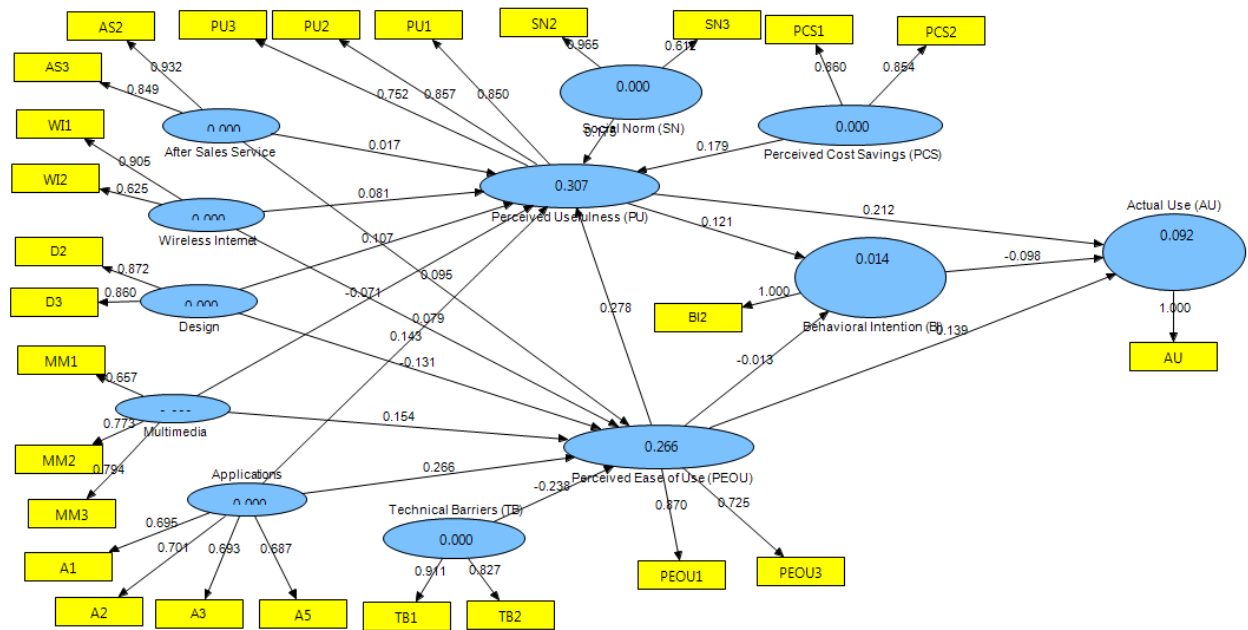 AS2
PU3
PU2
PU1
SN2
SN3
PCS1
PCS2
AS3
0.932
0.965
0.860
0.854
0.849
0.752
0.857
0.850
0.000
0.000
WI1
0.000
After Sales Service
0.017
Social Norm (SN)
0.179
Perceived Cost Savings (PCS)
0.905
WI2
0.625
0.081
0.307
Perceived Usefulness (PU)
0.212
Actual Use (AU)
0.000
Wireless Internet
0.107
0.121
0.092
D2
0.872
0.014
-0.098
D3
0.860
0.000
Design
-0.071
0.095
0.079
0.143
0.278
BI2
1.000
Behavioral Intention (BI)
1.000
-0.131
-0.013
0.139
AU
MM1
0.657
0.773
Multimedia
0.154
MM2
0.794
0.266
Perceived Ease of Use (PEOU)
Applications
0.266
MM3
0.000
-0.238
0.870
0.725
Technical Barriers (TB)
0.695
0.701
0.693
0.687
0.000
A1
0.911
0.827
PEOU1
PEOU3
A2
A3
A5
TB1
TB2